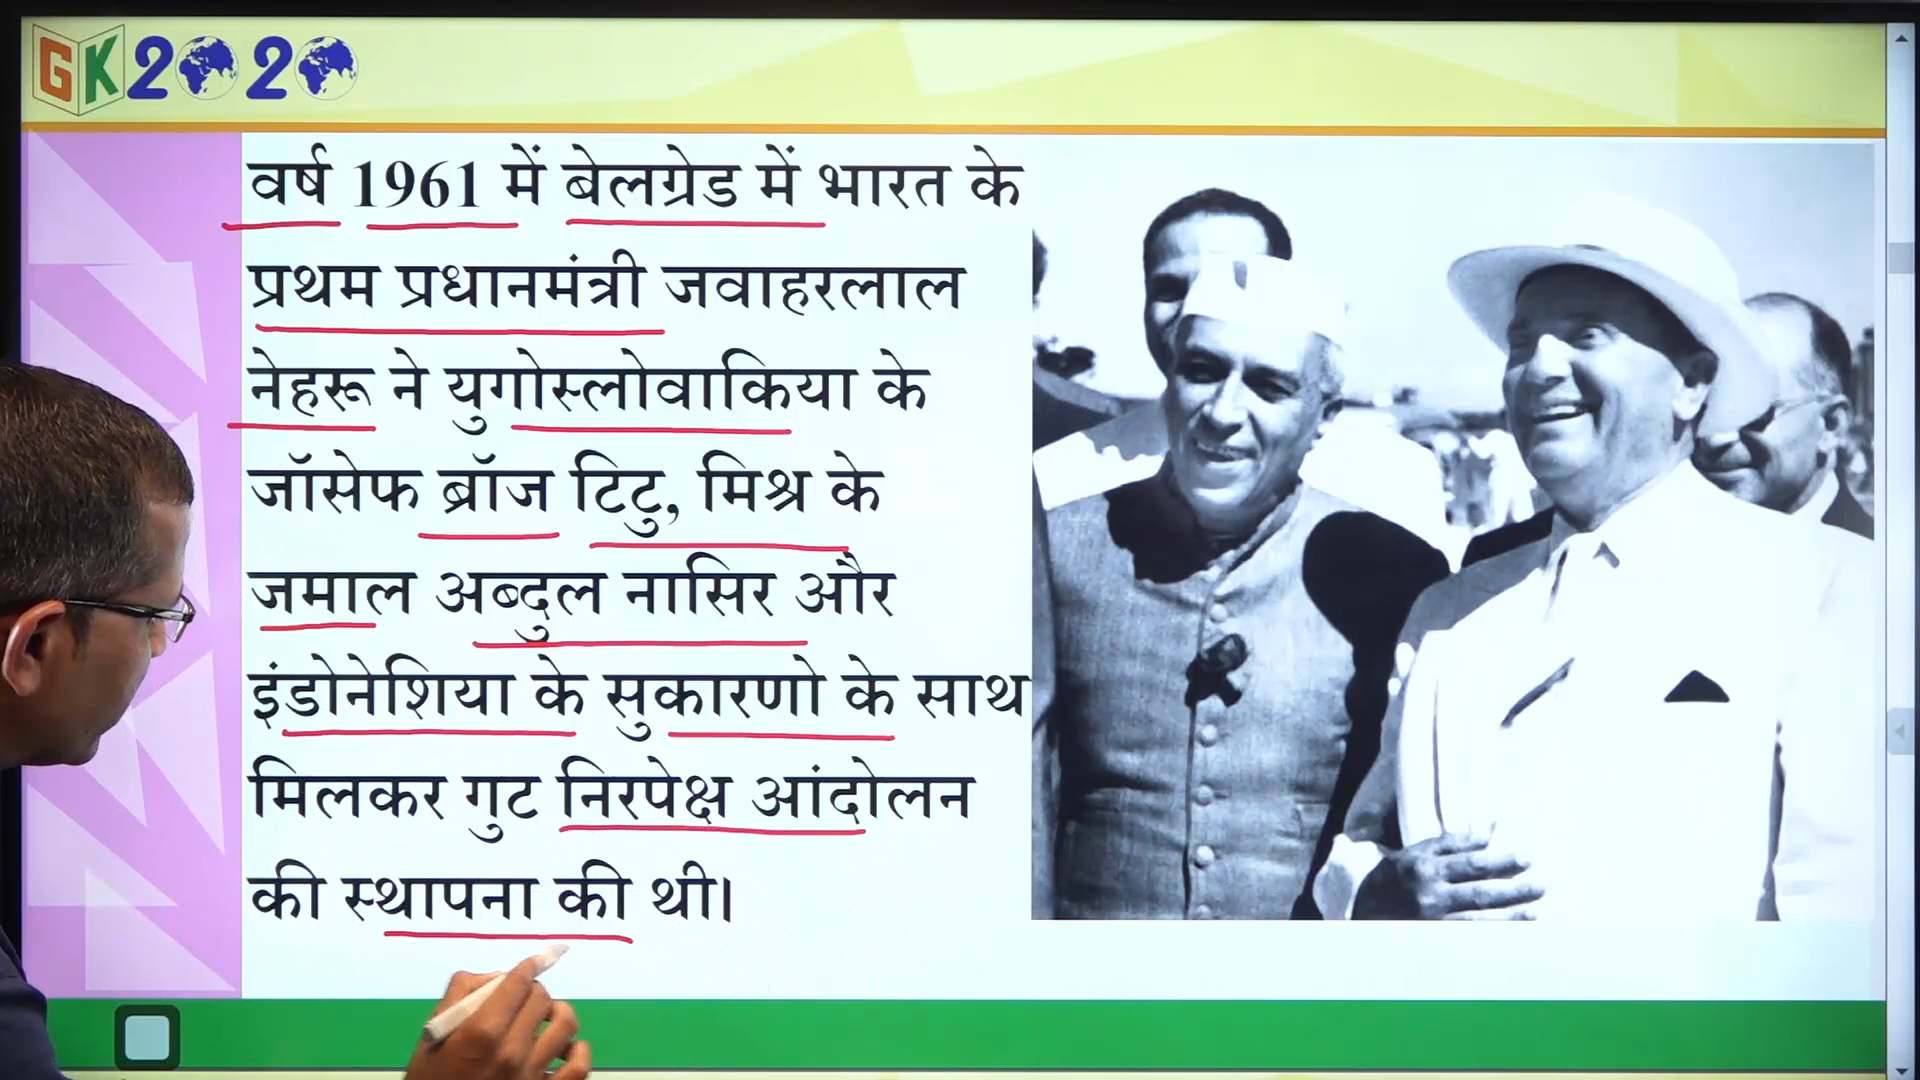 GK2020
वर्ष 1961 में बेलग्रेड में भारत के
प्रथम प्रधानमंत्री जवाहरलाल
नेहरू ने युगोस्लोवाकिया के
जॉसेफ ब्रॉज टिटु, मिश्र के
जमाल अब्दुल नासिर और
इंडोनेशिया के सुकारणो के साथ
मिलकर गुट निरपेक्ष आंदोलन
की स्थापना की थी।